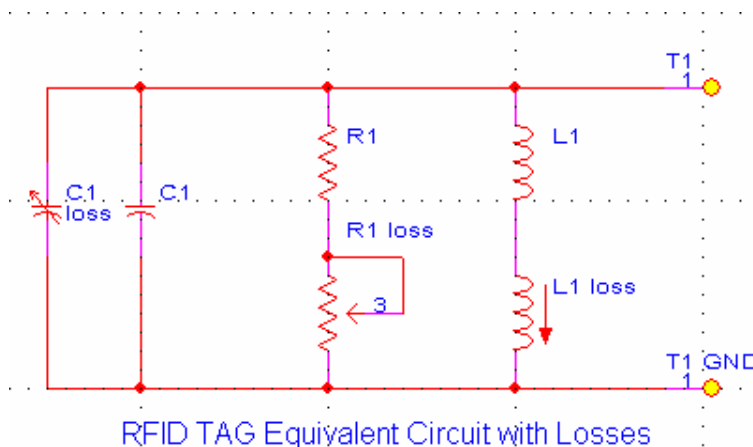 T1
1
R1
L1
C1
loss
C1
R1 loss
3
L1 loss
T1 GND
1
RFID TAG Equivalent Circuit with Losses